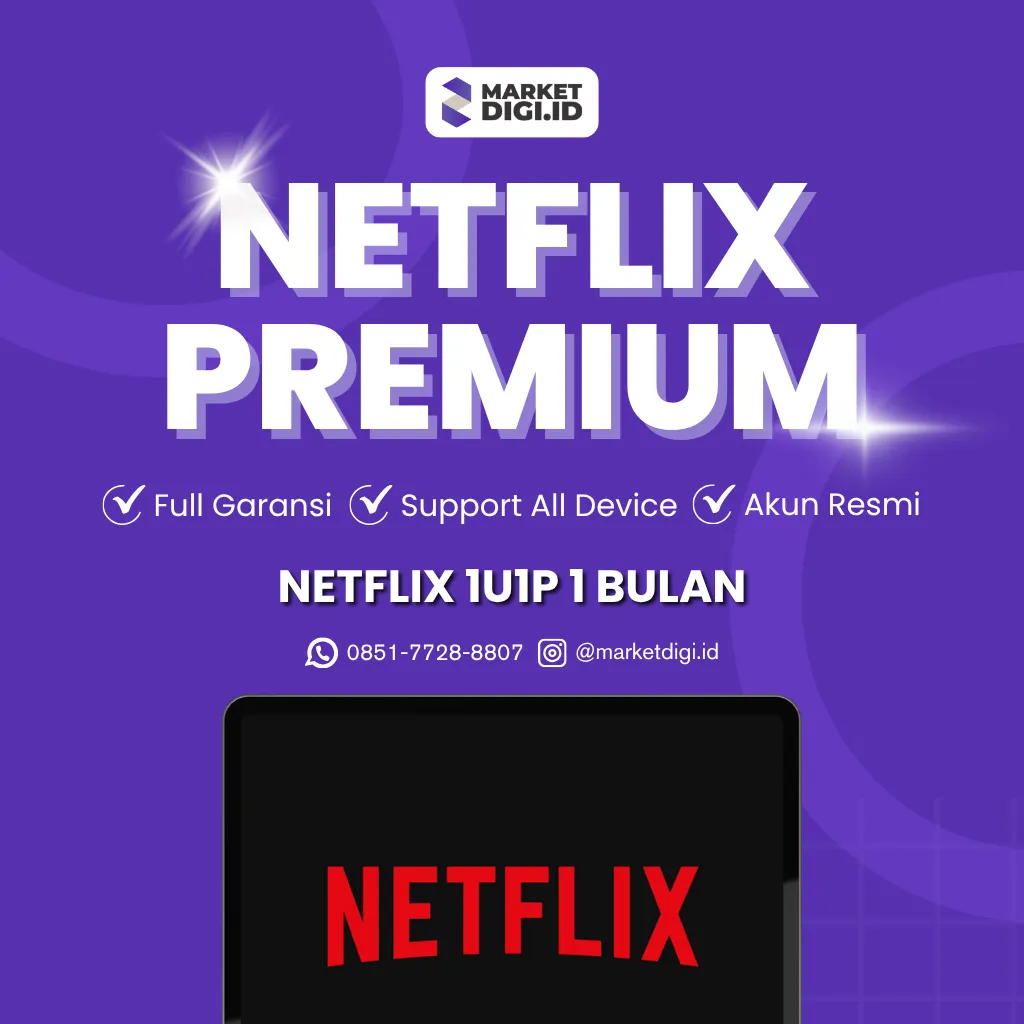 MARKET
DIGI.ID
NETFLIX
PREMIUM
Full Garansi Support All Device Akun Resmi
NETFLIX 1U1P 1 BULAN
0851-7728-8807 @marketdigi.id
NETFLIX